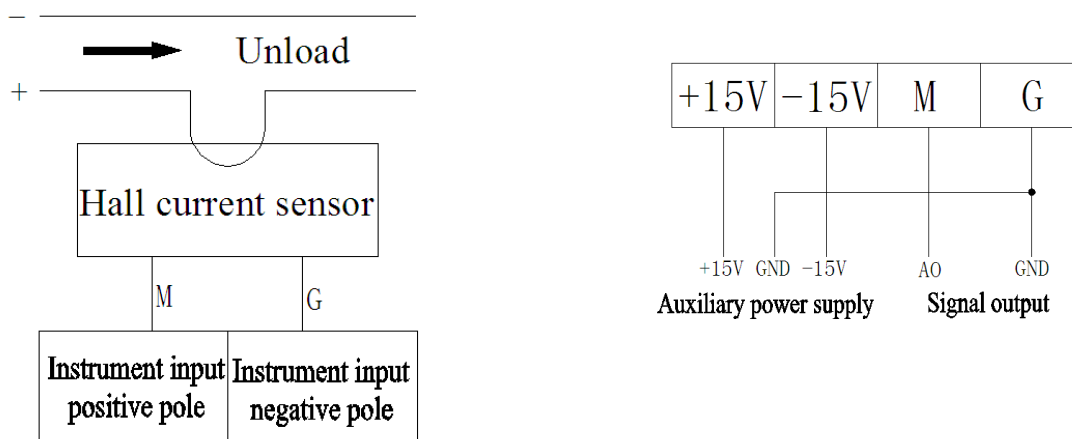 −
Unload
+
Hall current sensor
M
G
Instrument input
positive pole
Instrument input
negative pole
+15V
-15V
M
G
+15V
GND
-15V
AO
GND
Auxiliary power supply
Signal output